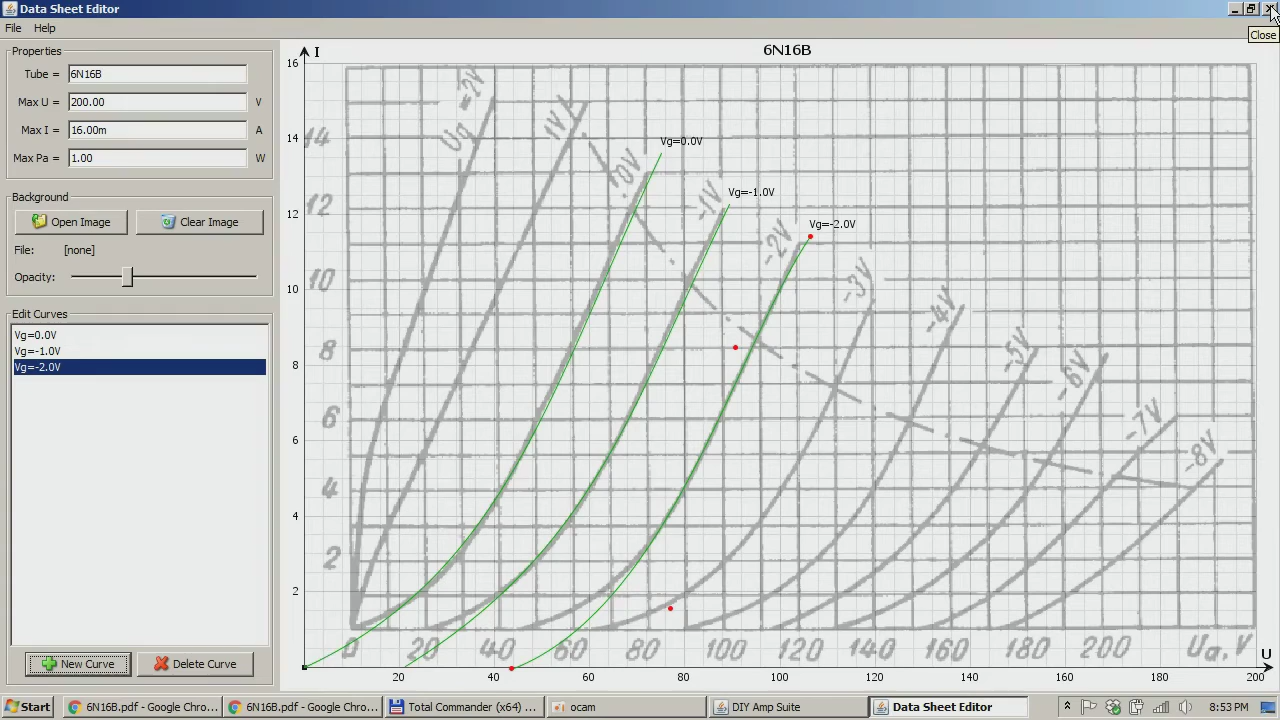 Data Sheet Editor
File Help
Close
Properties
Tube = 6N16B
Max U = 200.00 V
Max I = 16.00m A
Max Pa = 1.00 W
Background
Open Image Clear Image
File: [none]
Opacity:
Edit Curves
Vg=0.0V
Vg=-1.0V
Vg=-2.0V
New Curve Delete Curve
6N16B
I
16
14
12
10
8
6
4
2
14
12
10
8
6
4
2
Ug=2V
1V
0V
-1V
-2V
-3V
-4V
-5V
-6V
-7V
-8V
Vg=0.0V
Vg=-1.0V
Vg=-2.0V
0 20 40 60 80 100 120 140 160 180 200 Ua,V
U
20 40 60 80 100 120 140 160 180 200
Start 6N16B.pdf - Google Chro... 6N16B.pdf - Google Chro... Total Commander (x64) ... ocam DIY Amp Suite Data Sheet Editor 8:53 PM